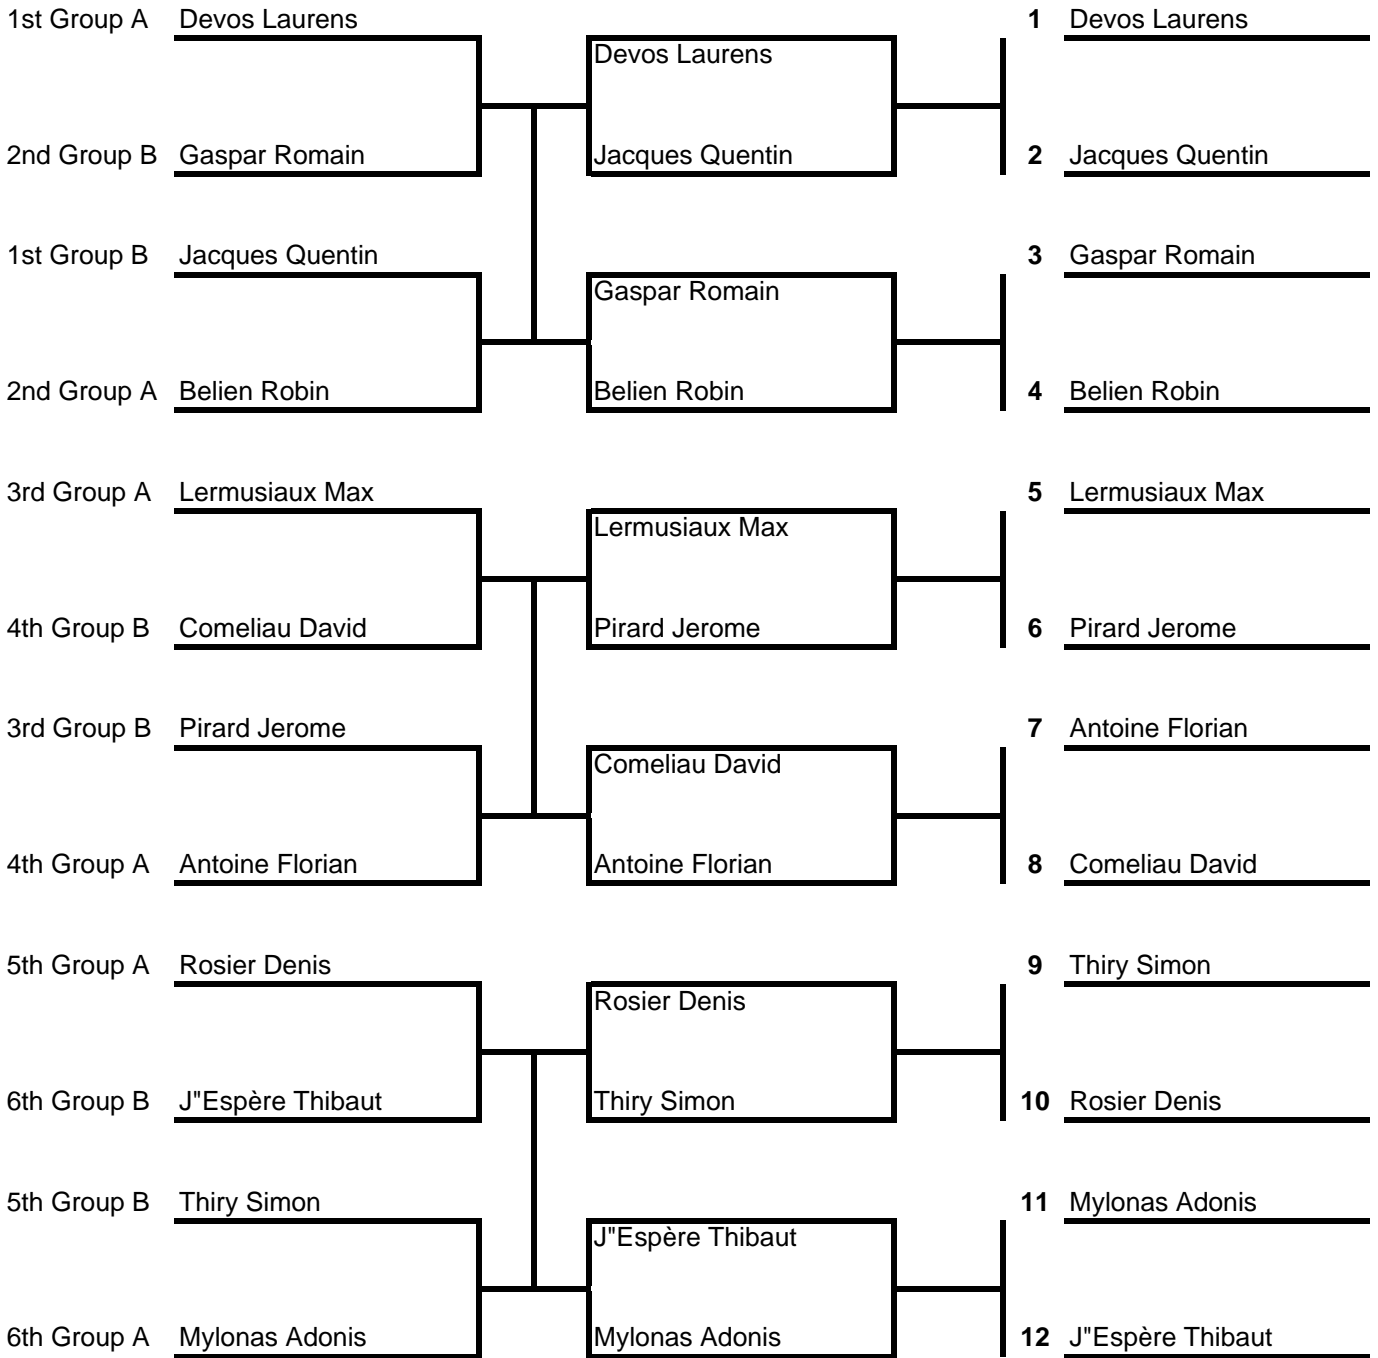 1st Group A Devos Laurens 1 Devos Laurens
Devos Laurens
2nd Group B Gaspar Romain Jacques Quentin 2 Jacques Quentin
1st Group B Jacques Quentin 3 Gaspar Romain
Gaspar Romain
2nd Group A Belien Robin Belien Robin 4 Belien Robin
3rd Group A Lermusiaux Max 5 Lermusiaux Max
Lermusiaux Max
4th Group B Comeliau David Pirard Jerome 6 Pirard Jerome
3rd Group B Pirard Jerome 7 Antoine Florian
Comeliau David
4th Group A Antoine Florian Antoine Florian 8 Comeliau David
5th Group A Rosier Denis 9 Thiry Simon
Rosier Denis
6th Group B J"Espère Thibaut Thiry Simon 10 Rosier Denis
5th Group B Thiry Simon 11 Mylonas Adonis
J"Espère Thibaut
6th Group A Mylonas Adonis Mylonas Adonis 12 J"Espère Thibaut